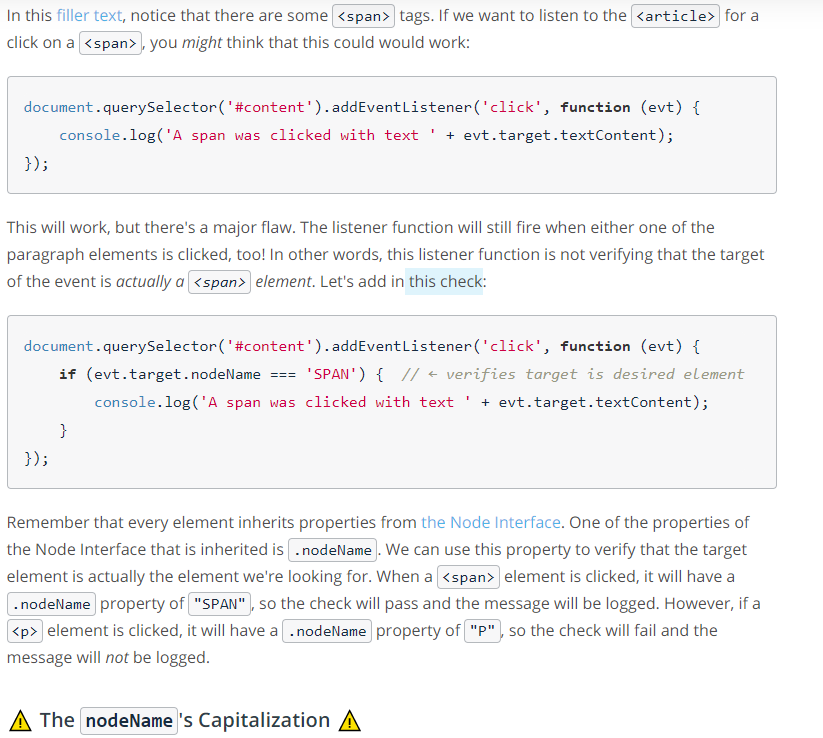 In this filler text, notice that there are some <span> tags. If we want to listen to the <article> for a
click on a <span>, you might think that this could would work:
document.querySelector('#content').addEventListener('click', function (evt) {
    console.log('A span was clicked with text ' + evt.target.textContent);
});
This will work, but there's a major flaw. The listener function will still fire when either one of the
paragraph elements is clicked, too! In other words, this listener function is not verifying that the target
of the event is actually a <span> element. Let's add in this check:
document.querySelector('#content').addEventListener('click', function (evt) {
    if (evt.target.nodeName === 'SPAN') {  // ← verifies target is desired element
        console.log('A span was clicked with text ' + evt.target.textContent);
    }
});
Remember that every element inherits properties from the Node Interface. One of the properties of
the Node Interface that is inherited is .nodeName. We can use this property to verify that the target
element is actually the element we're looking for. When a <span> element is clicked, it will have a
.nodeName property of "SPAN", so the check will pass and the message will be logged. However, if a
<p> element is clicked, it will have a .nodeName property of "P", so the check will fail and the
message will not be logged.
⚠ The nodeName's Capitalization ⚠